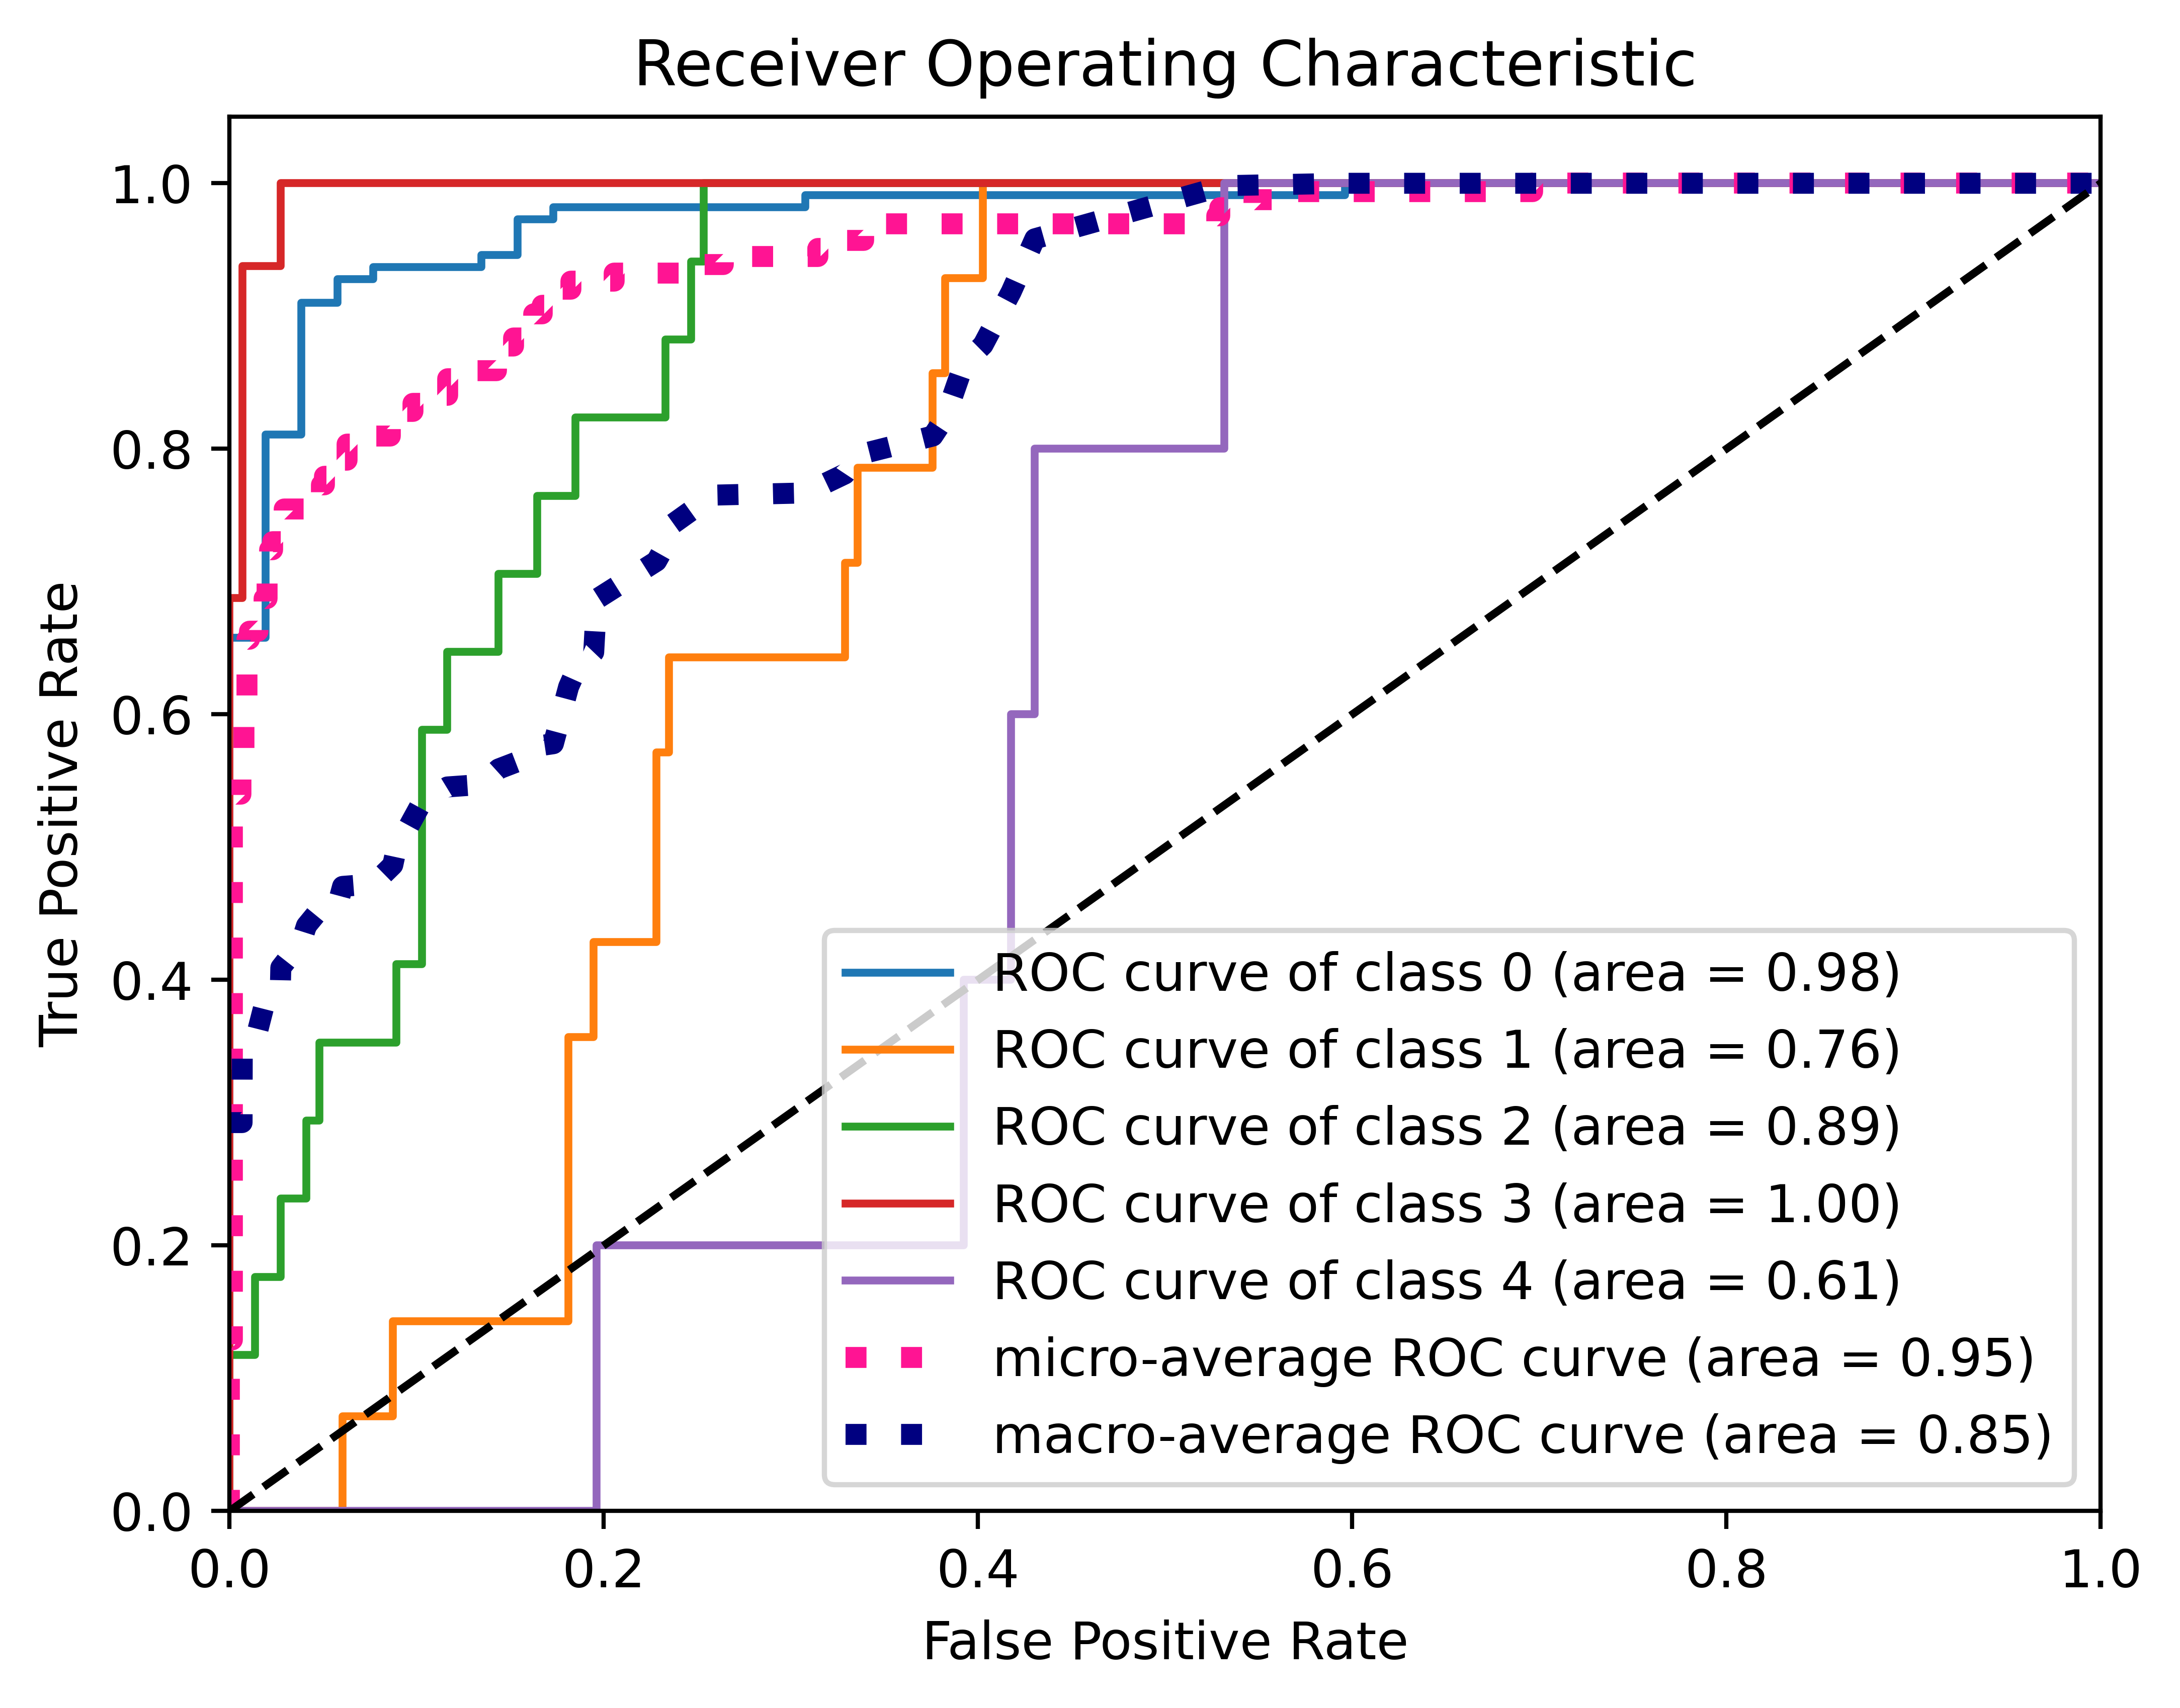 Receiver Operating Characteristic
1.0
0.8
0.6
0.4
0.2
0.0
True Positive Rate
ROC curve of class 0 (area = 0.98)
ROC curve of class 1 (area = 0.76)
ROC curve of class 2 (area = 0.89)
ROC curve of class 3 (area = 1.00)
ROC curve of class 4 (area = 0.61)
micro-average ROC curve (area = 0.95)
macro-average ROC curve (area = 0.85)
0.0 0.2 0.4 0.6 0.8 1.0
False Positive Rate